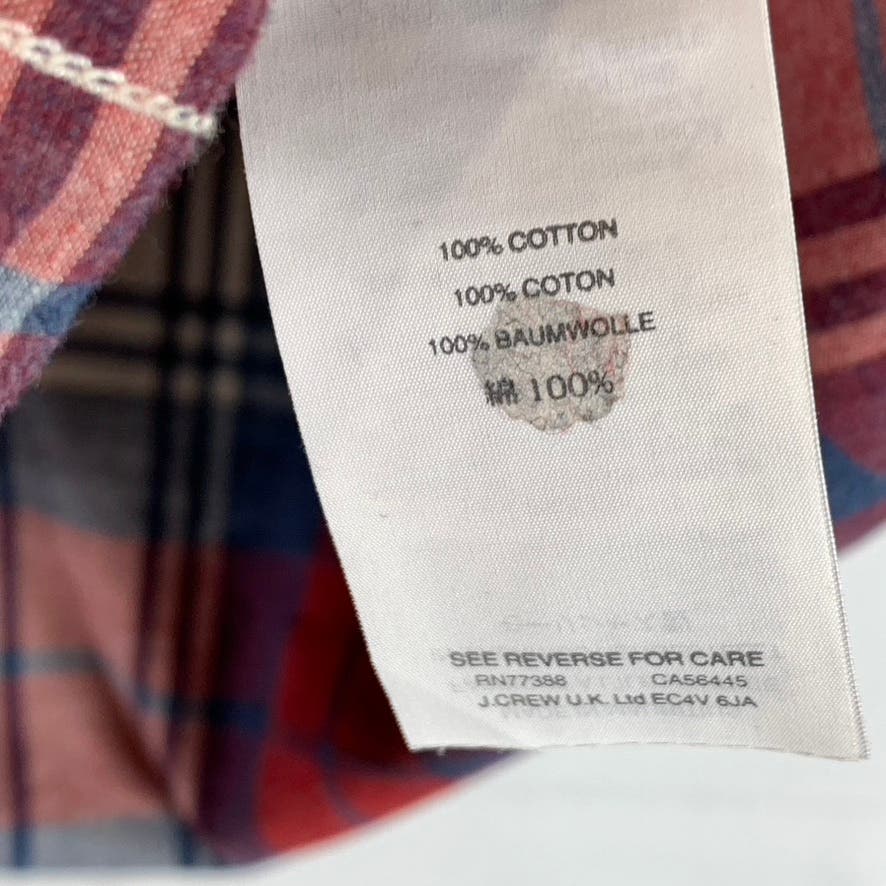 100% COTTON
100% COTON
100% BAUMWOLLE
綿 100%
SEE REVERSE FOR CARE
RN77388 CA56445
J.CREW U.K. Ltd EC4V 6JA